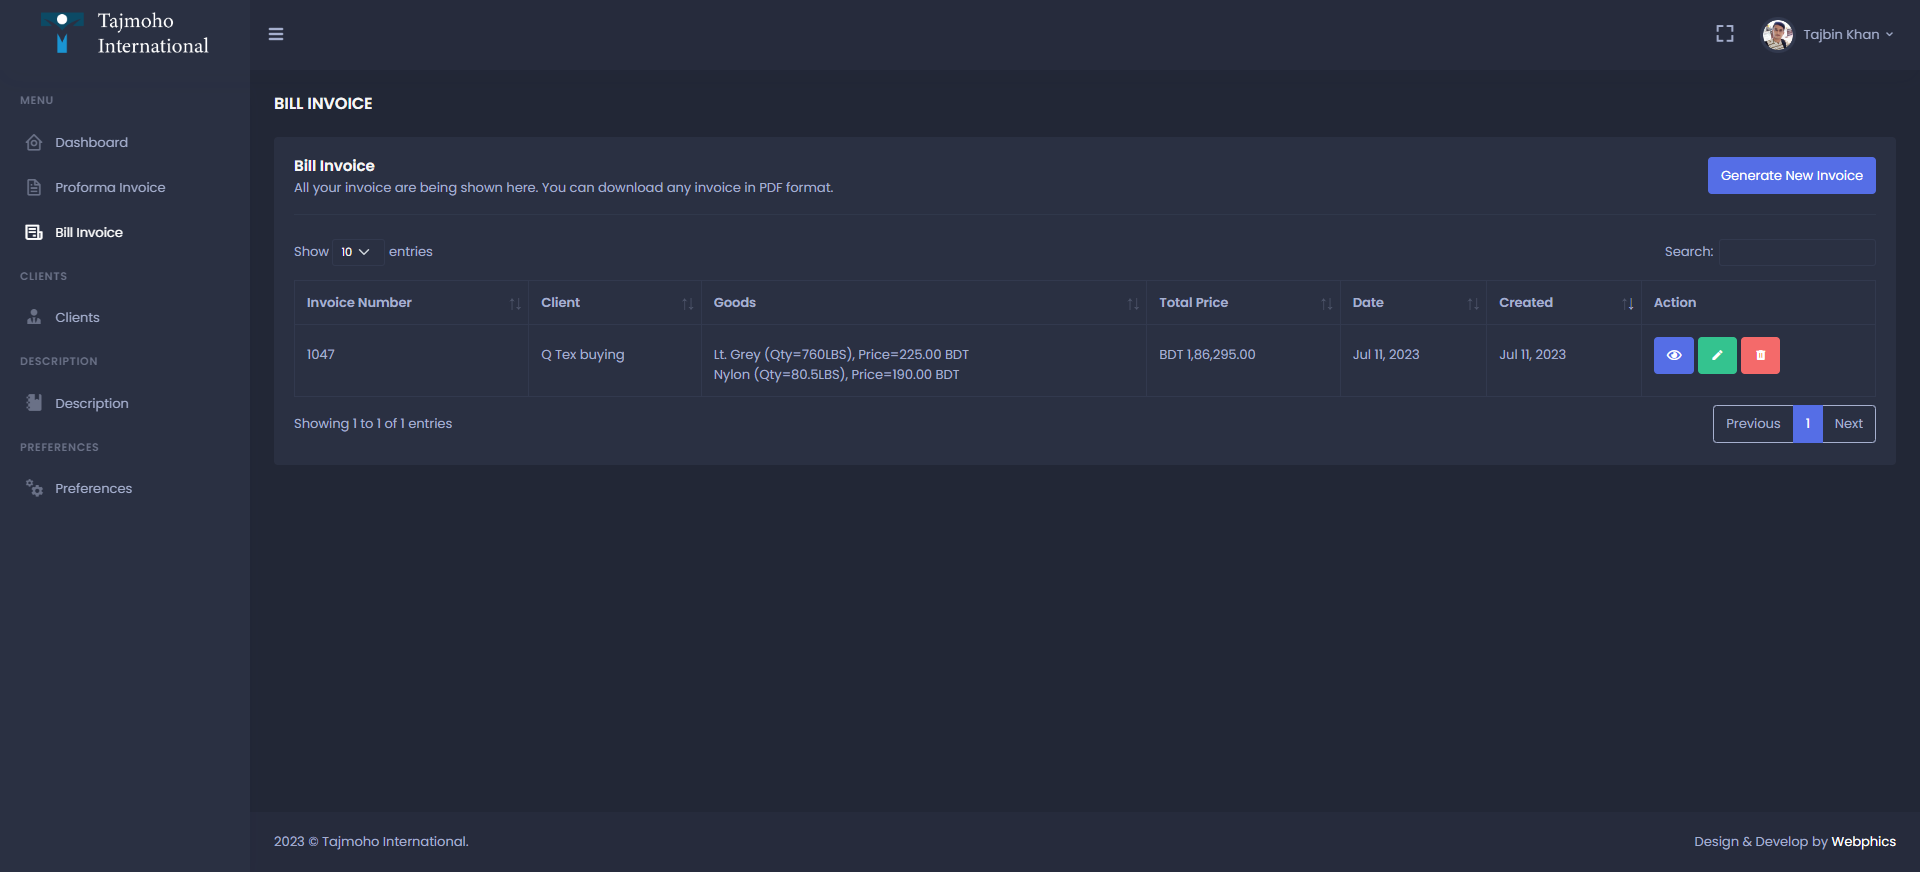 Tajmoho
International
Tajbin Khan
MENU
Dashboard
Proforma Invoice
Bill Invoice
CLIENTS
Clients
DESCRIPTION
Description
PREFERENCES
Preferences
BILL INVOICE
Bill Invoice
All your invoice are being shown here. You can download any invoice in PDF format.
Generate New Invoice
Show 10 entries
Search:
Invoice Number Client Goods Total Price Date Created Action
1047 Q Tex buying Lt. Grey (Qty=760LBS), Price=225.00 BDT BDT 1,86,295.00 Jul 11, 2023 Jul 11, 2023
Nylon (Qty=80.5LBS), Price=190.00 BDT
Showing 1 to 1 of 1 entries
Previous 1 Next
2023 © Tajmoho International.
Design & Develop by Webphics